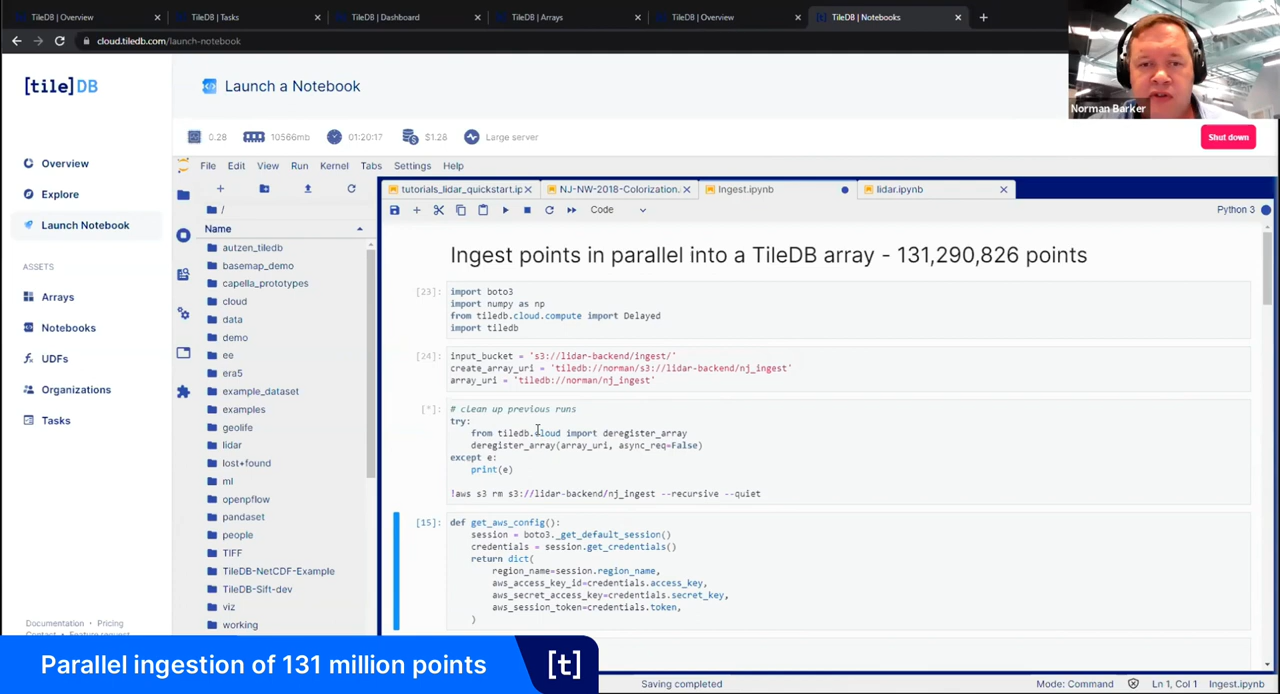 TileDB | Overview
TileDB | Tasks
TileDB | Dashboard
TileDB | Arrays
TileDB | Overview
TileDB | Notebooks
cloud.tiledb.com/launch-notebook
[tile]DB
Launch a Notebook
Norman Barker
0.28
10566mb
01:20:17
$1.28
Large server
Shut down
Overview
Explore
Launch Notebook
ASSETS
Arrays
Notebooks
UDFs
Organizations
Tasks
Documentation · Pricing
Contact · Feature request
File Edit View Run Kernel Tabs Settings Help
/
Name
autzen_tiledb
basemap_demo
capella_prototypes
cloud
data
demo
ee
era5
example_dataset
examples
geolife
lidar
lost+found
ml
openpflow
pandaset
people
TIFF
TileDB-NetCDF-Example
TileDB-Sift-dev
viz
working
tutorials_lidar_quickstart.ip
NJ-NW-2018-Colorization.
Ingest.ipynb
lidar.ipynb
Code
Python 3
Ingest points in parallel into a TileDB array - 131,290,826 points
[23]:
import boto3
import numpy as np
from tiledb.cloud.compute import Delayed
import tiledb
[24]:
input_bucket = 's3://lidar-backend/ingest/'
create_array_uri = 'tiledb://norman/s3://lidar-backend/nj_ingest'
array_uri = 'tiledb://norman/nj_ingest'
[*]:
# clean up previous runs
try:
    from tiledb.cloud import deregister_array
    deregister_array(array_uri, async_req=False)
except e:
    print(e)
!aws s3 rm s3://lidar-backend/nj_ingest --recursive --quiet
[15]:
def get_aws_config():
    session = boto3._get_default_session()
    credentials = session.get_credentials()
    return dict(
        region_name=session.region_name,
        aws_access_key_id=credentials.access_key,
        aws_secret_access_key=credentials.secret_key,
        aws_session_token=credentials.token,
    )
Parallel ingestion of 131 million points
[t]
Saving completed
Mode: Command
Ln 1, Col 1
Ingest.ipynb